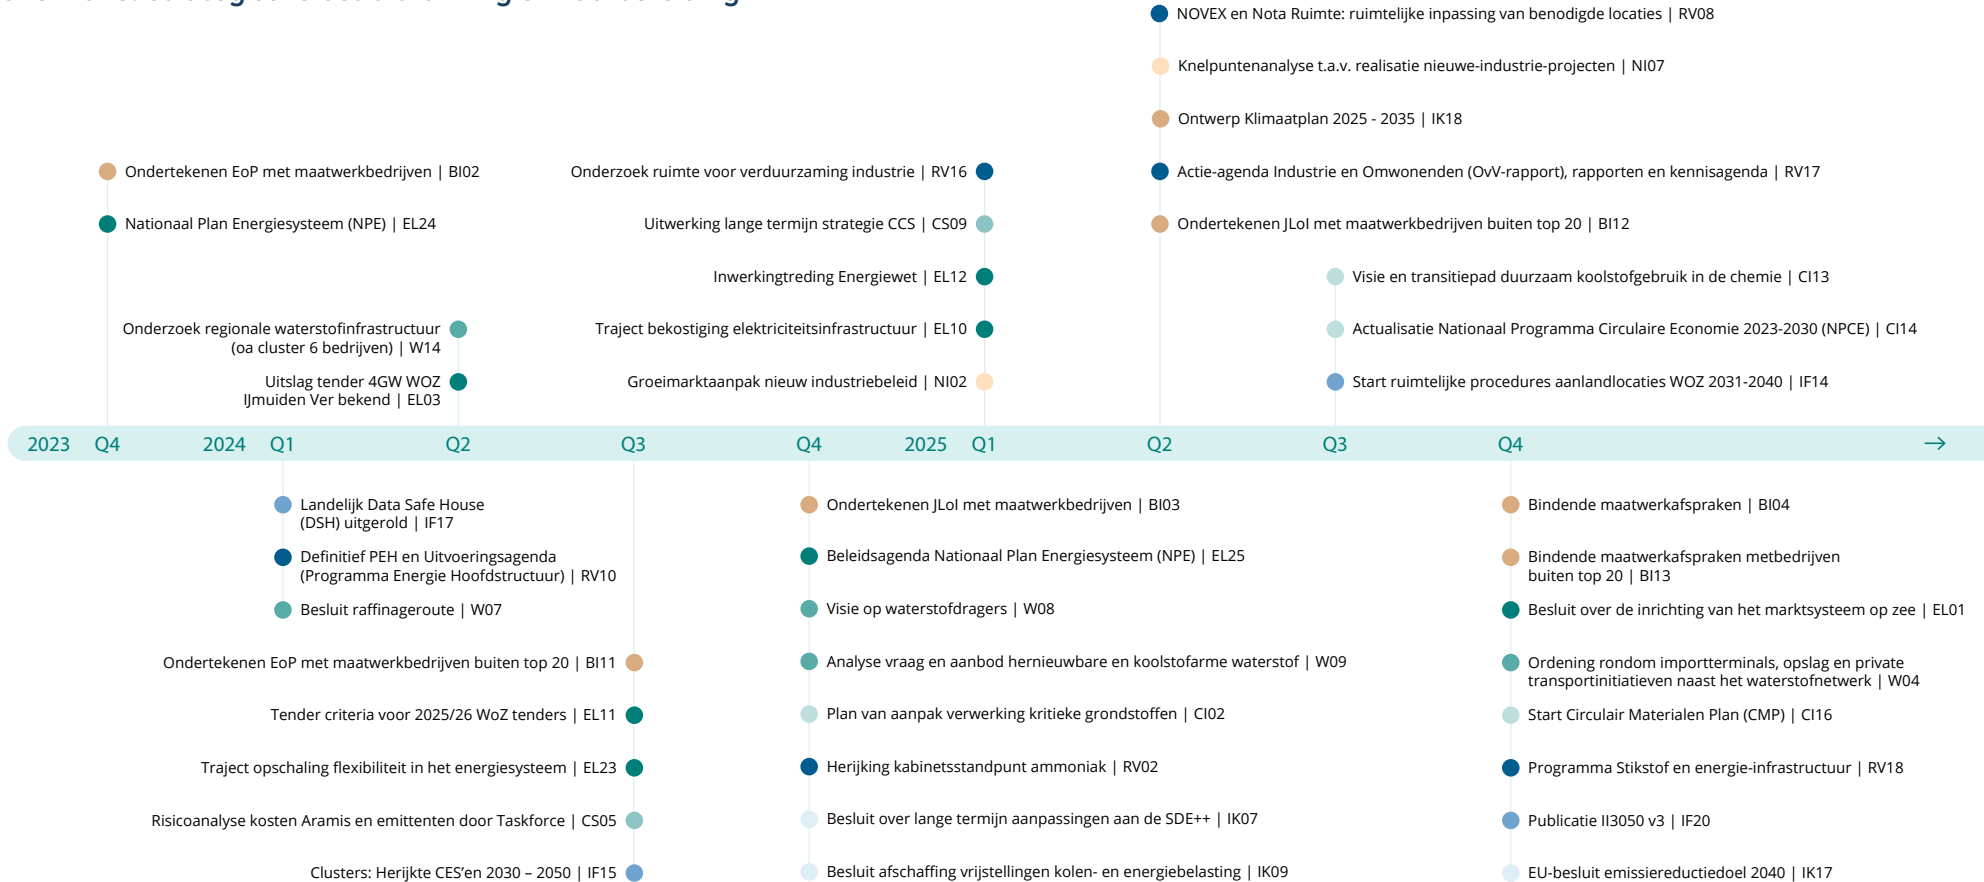 NOVEX en Nota Ruimte: ruimtelijke inpassing van benodigde locaties | RV08
Knelpuntenanalyse t.a.v. realisatie nieuwe-industrie-projecten | NI07
Ontwerp Klimaatplan 2025 - 2035 | IK18
Ondertekenen EoP met maatwerkbedrijven | BI02
Onderzoek ruimte voor verduurzaming industrie | RV16
Actie-agenda Industrie en Omwonenden (OvV-rapport), rapporten en kennisagenda | RV17
Nationaal Plan Energiesysteem (NPE) | EL24
Uitwerking lange termijn strategie CCS | CS09
Ondertekenen JLoI met maatwerkbedrijven buiten top 20 | BI12
Inwerkingtreding Energiewet | EL12
Visie en transitiepad duurzaam koolstofgebruik in de chemie | CI13
Onderzoek regionale waterstofinfrastructuur
(oa cluster 6 bedrijven) | W14
Traject bekostiging elektriciteitsinfrastructuur | EL10
Actualisatie Nationaal Programma Circulaire Economie 2023-2030 (NPCE) | CI14
Uitslag tender 4GW WOZ
IJmuiden Ver bekend | EL03
Groeimarktaanpak nieuw industriebeleid | NI02
Start ruimtelijke procedures aanlandlocaties WOZ 2031-2040 | IF14
2023 Q4 2024 Q1 Q2 Q3 Q4 2025 Q1 Q2 Q3 Q4 →
Landelijk Data Safe House
(DSH) uitgerold | IF17
Definitief PEH en Uitvoeringsagenda
(Programma Energie Hoofdstructuur) | RV10
Besluit raffinageroute | W07
Ondertekenen EoP met maatwerkbedrijven buiten top 20 | BI11
Tender criteria voor 2025/26 WoZ tenders | EL11
Traject opschaling flexibiliteit in het energiesysteem | EL23
Risicoanalyse kosten Aramis en emittenten door Taskforce | CS05
Clusters: Herijkte CES'en 2030 – 2050 | IF15
Ondertekenen JLoI met maatwerkbedrijven | BI03
Beleidsagenda Nationaal Plan Energiesysteem (NPE) | EL25
Visie op waterstofdragers | W08
Analyse vraag en aanbod hernieuwbare en koolstofarme waterstof | W09
Plan van aanpak verwerking kritieke grondstoffen | CI02
Herijking kabinetsstandpunt ammoniak | RV02
Besluit over lange termijn aanpassingen aan de SDE++ | IK07
Besluit afschaffing vrijstellingen kolen- en energiebelasting | IK09
Bindende maatwerkafspraken | BI04
Bindende maatwerkafspraken metbedrijven
buiten top 20 | BI13
Besluit over de inrichting van het marktsysteem op zee | EL01
Ordening rondom importterminals, opslag en private
transportinitiatieven naast het waterstofnetwerk | W04
Start Circulair Materialen Plan (CMP) | CI16
Programma Stikstof en energie-infrastructuur | RV18
Publicatie II3050 v3 | IF20
EU-besluit emissiereductiedoel 2040 | IK17